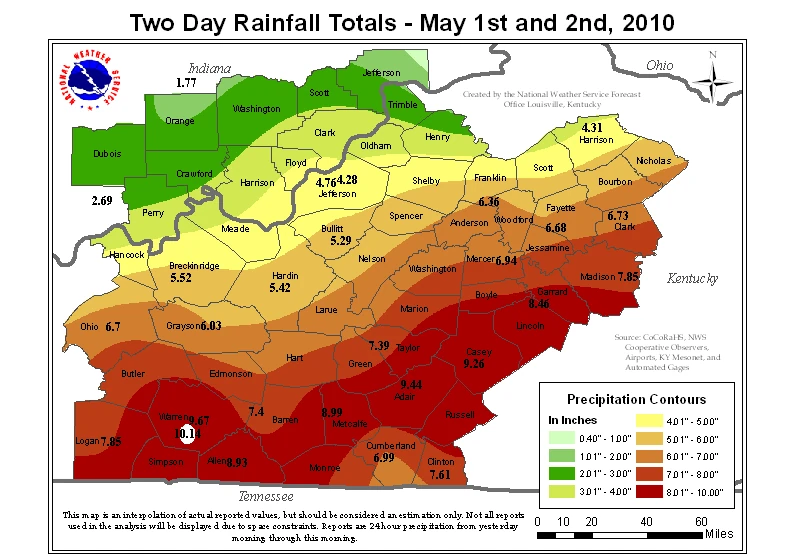 Two Day Rainfall Totals - May 1st and 2nd, 2010
NATIONAL WEATHER SERVICE
Indiana
Ohio
N
1.77
Jefferson
Scott
Washington
Trimble
Orange
Created by the National Weather Service Forecast
Office Louisville, Kentucky
Clark
Henry
4.31
Harrison
Dubois
Oldham
Floyd
Nicholas
Crawford
Harrison
4.76 4.28
Jefferson
Shelby
Franklin
Scott
Bourbon
2.69
Perry
Spencer
6.36
Fayette
6.73
Clark
Meade
Bullitt
5.29
Anderson
Woodford
6.68
Hancock
Breckinridge
5.52
Nelson
Washington
Mercer 6.94
Jessamine
Hardin
5.42
Madison 7.85
Kentucky
Boyle
Garrard
8.46
Ohio 6.7
Grayson 6.03
Larue
Marion
Lincoln
Source: CoCoRaHS, NWS
Cooperative Observers,
Airports, KY Mesonet, and
Automated Gages
Hart
7.39
Taylor
Casey
9.26
Green
Butler
Edmonson
9.44
Adair
Warren 9.67
10.14
7.4
Barren
8.99
Metcalfe
Russell
Logan 7.85
Simpson
Allen 8.93
Monroe
Cumberland
6.99
Clinton
7.61
Tennessee
Precipitation Contours
In Inches
0.40" - 1.00"
1.01" - 2.00"
2.01" - 3.00"
3.01" - 4.00"
4.01" - 5.00"
5.01" - 6.00"
6.01" - 7.00"
7.01" - 8.00"
8.01" - 10.00"
This map is an interpolation of actual reported values, but should be considered an estimation only. Not all reports
used in the analysis will be displayed due to space constraints. Reports are 24 hour precipitation from yesterday
morning through this morning.
0 10 20 40 60
Miles